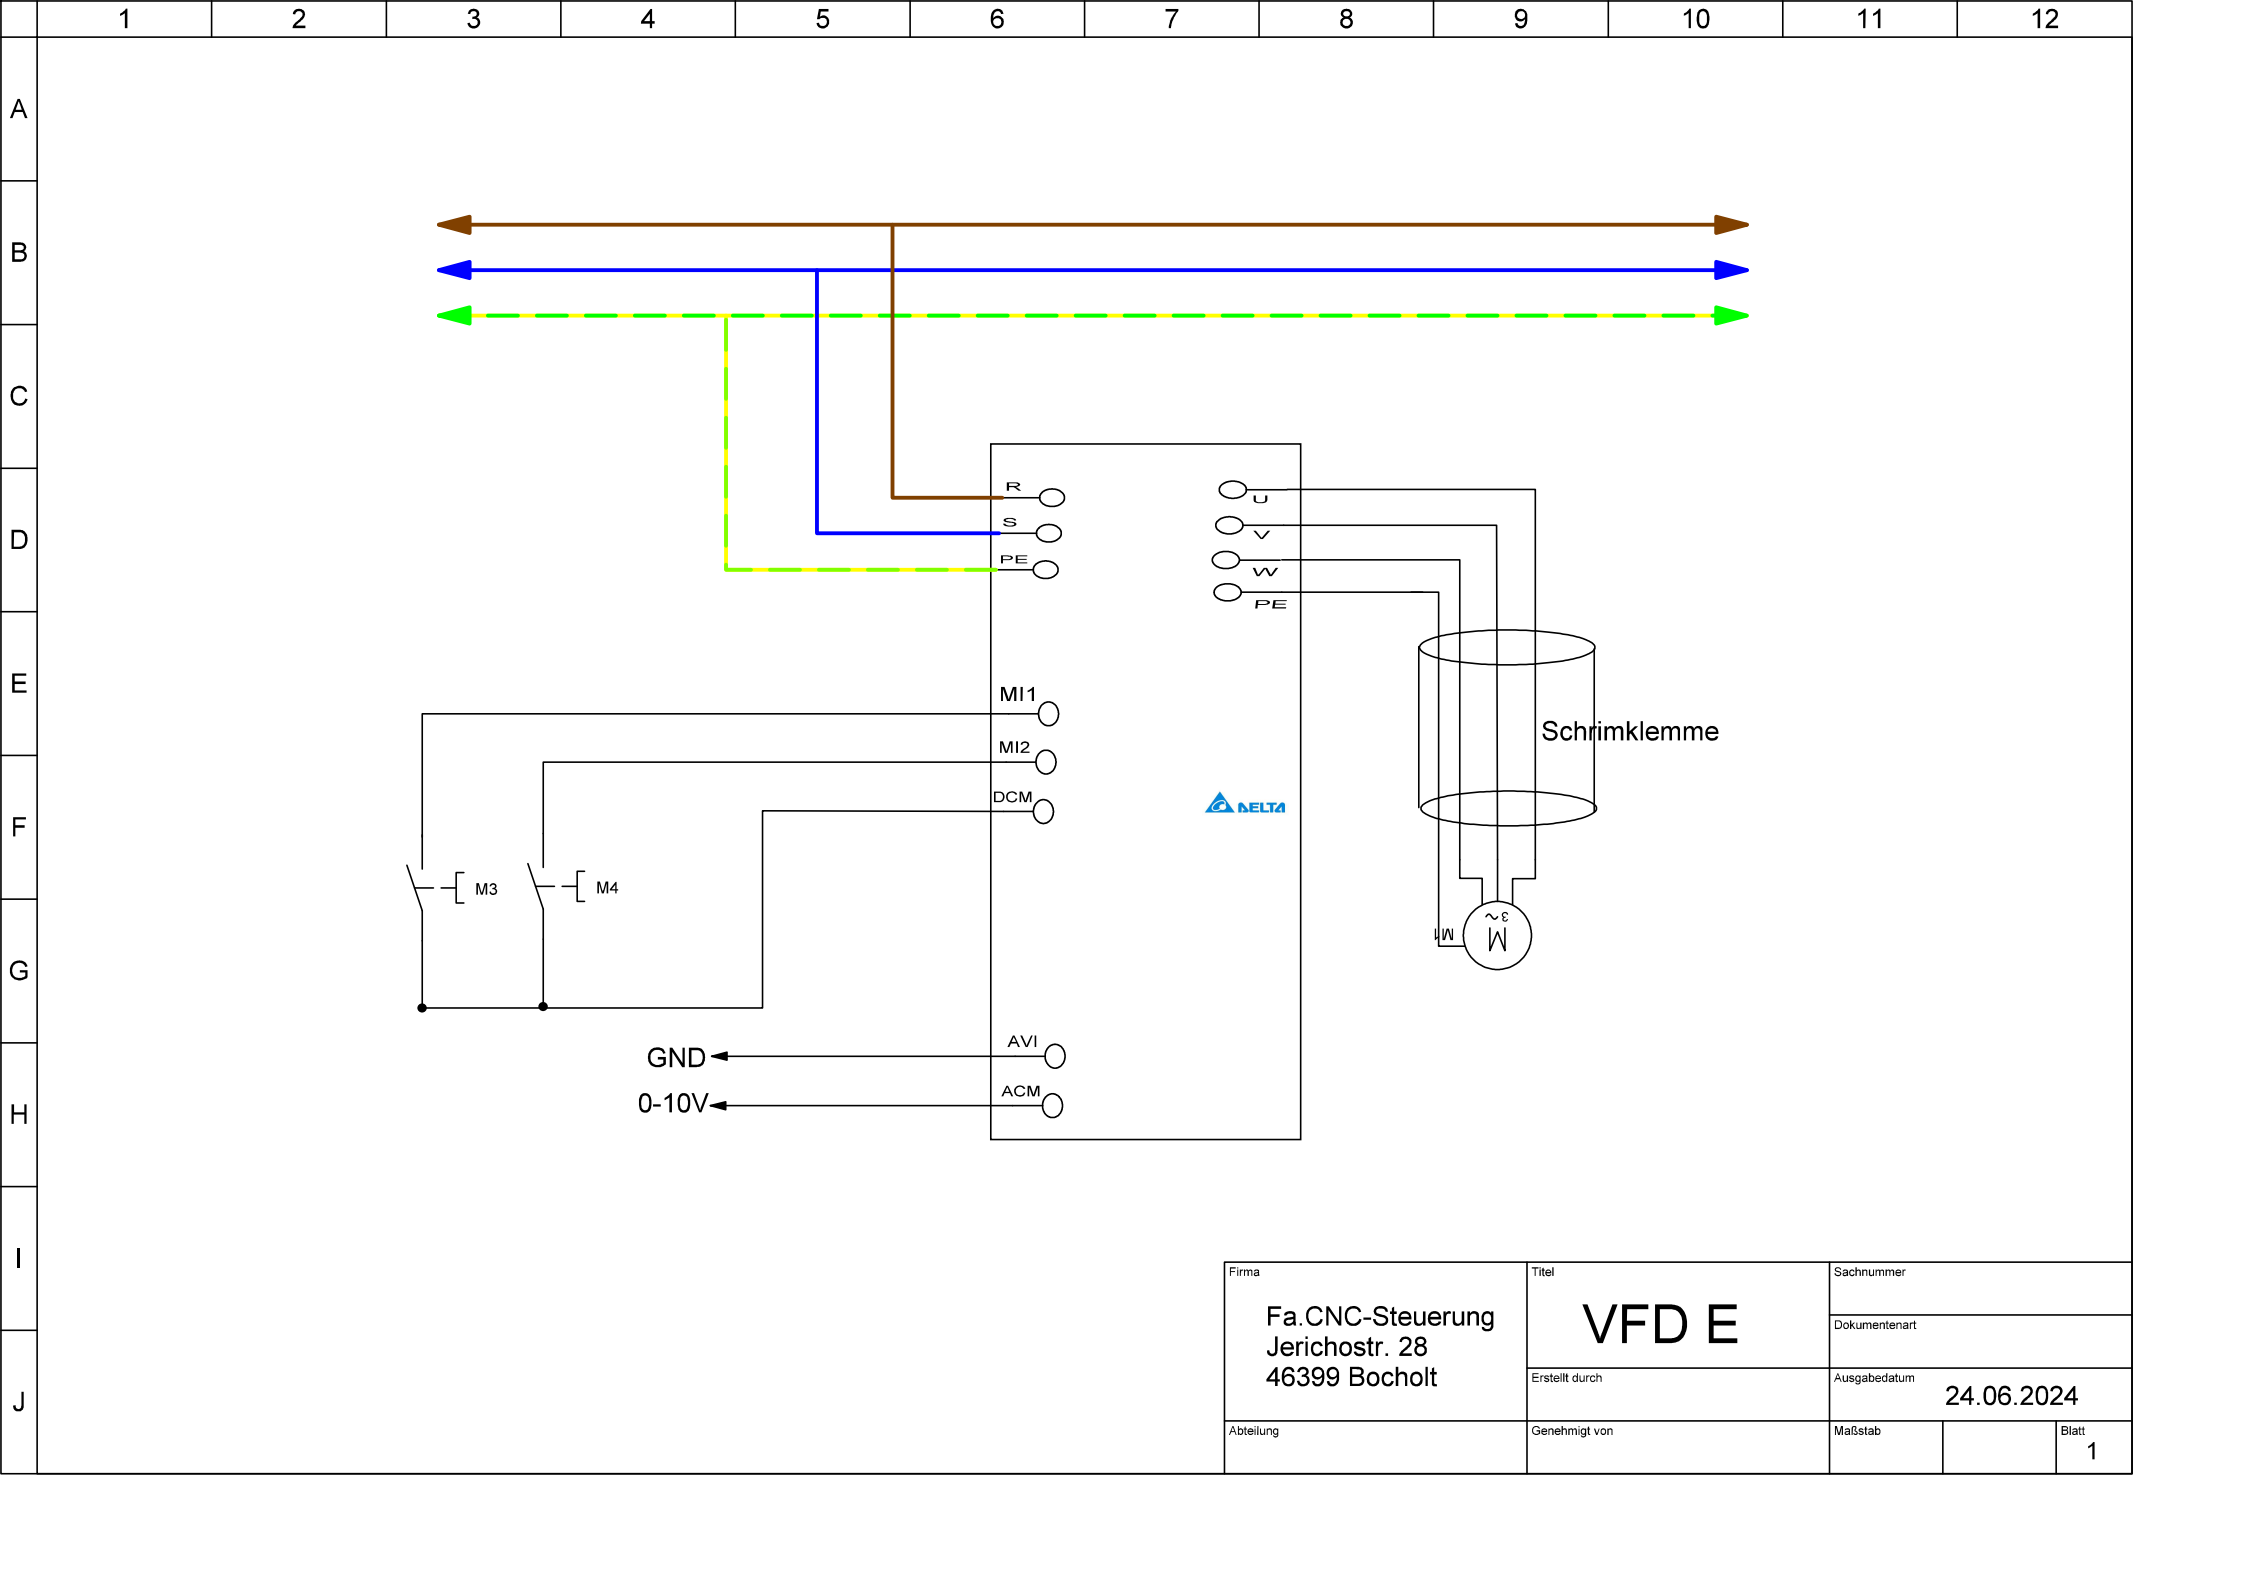 1 2 3 4 5 6 7 8 9 10 11 12
A
B
C
D
E
F
G
H
I
J
R
S
PE
U
V
W
PE
MI1
MI2
DCM
DELTA
Schrimklemme
M3
M4
3~
M
M1
AVI
GND
ACM
0-10V
Firma
Fa.CNC-Steuerung
Jerichostr. 28
46399 Bocholt
Titel
VFD E
Sachnummer
Dokumentenart
Erstellt durch
Ausgabedatum
24.06.2024
Abteilung
Genehmigt von
Maßstab
Blatt
1